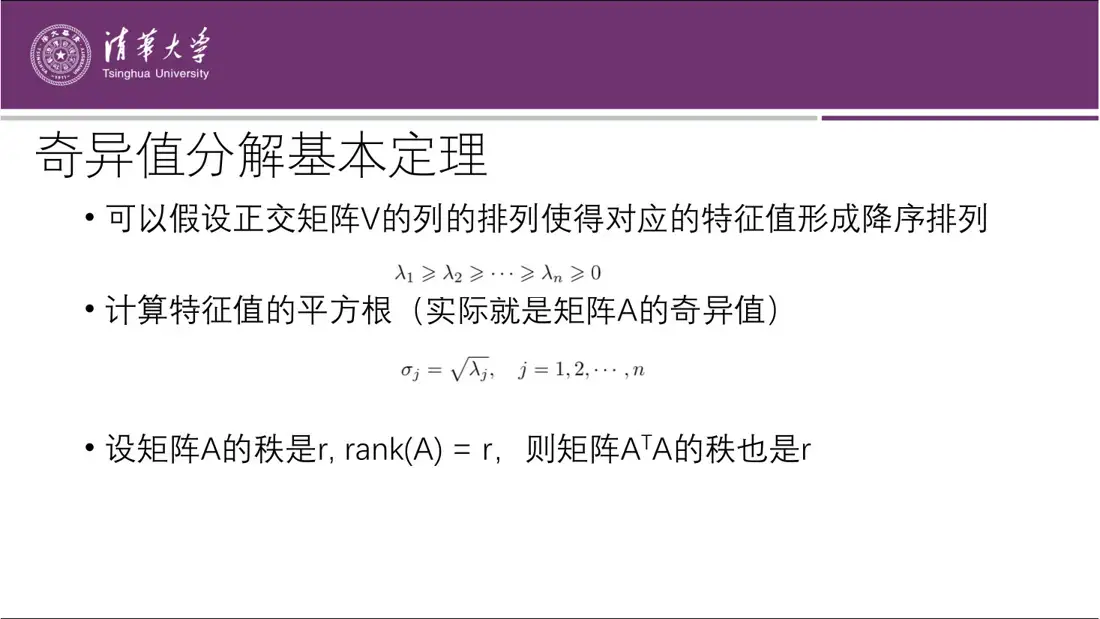 清華大学
Tsinghua University
奇异值分解基本定理
• 可以假设正交矩阵V的列的排列使得对应的特征值形成降序排列
λ₁ ⩾ λ₂ ⩾ ··· ⩾ λₙ ⩾ 0
• 计算特征值的平方根（实际就是矩阵A的奇异值）
σⱼ = √λⱼ, j = 1, 2, ··· , n
• 设矩阵A的秩是r, rank(A) = r，则矩阵AᵀA的秩也是r